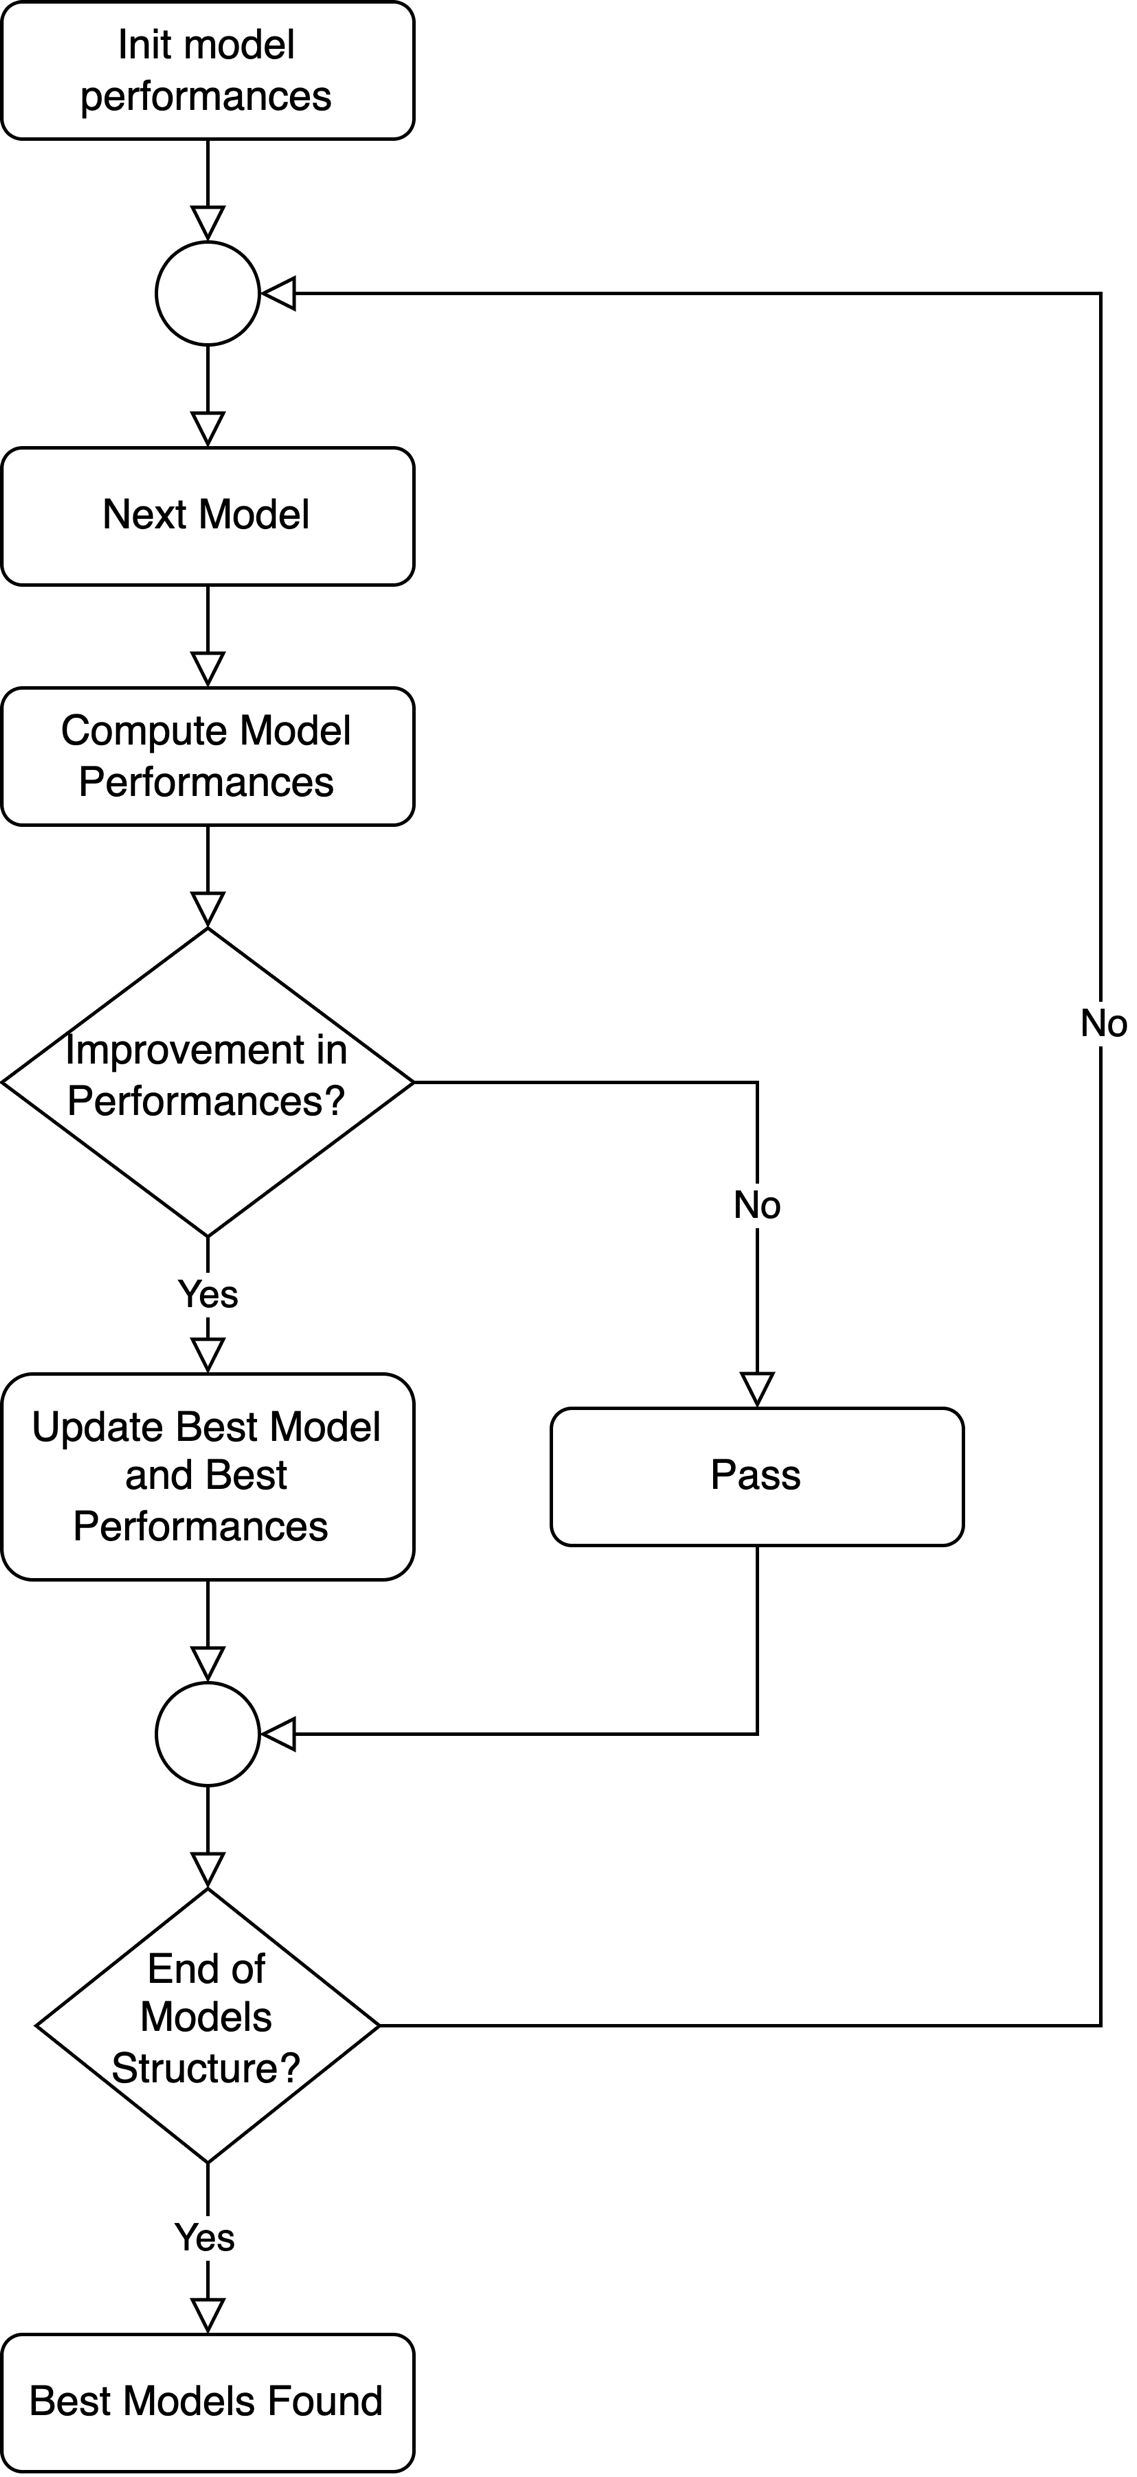 Init model
performances
Next Model
Compute Model
Performances
Improvement in
Performances?
No
No
Yes
Update Best Model
and Best
Performances
Pass
End of
Models
Structure?
Yes
Best Models Found